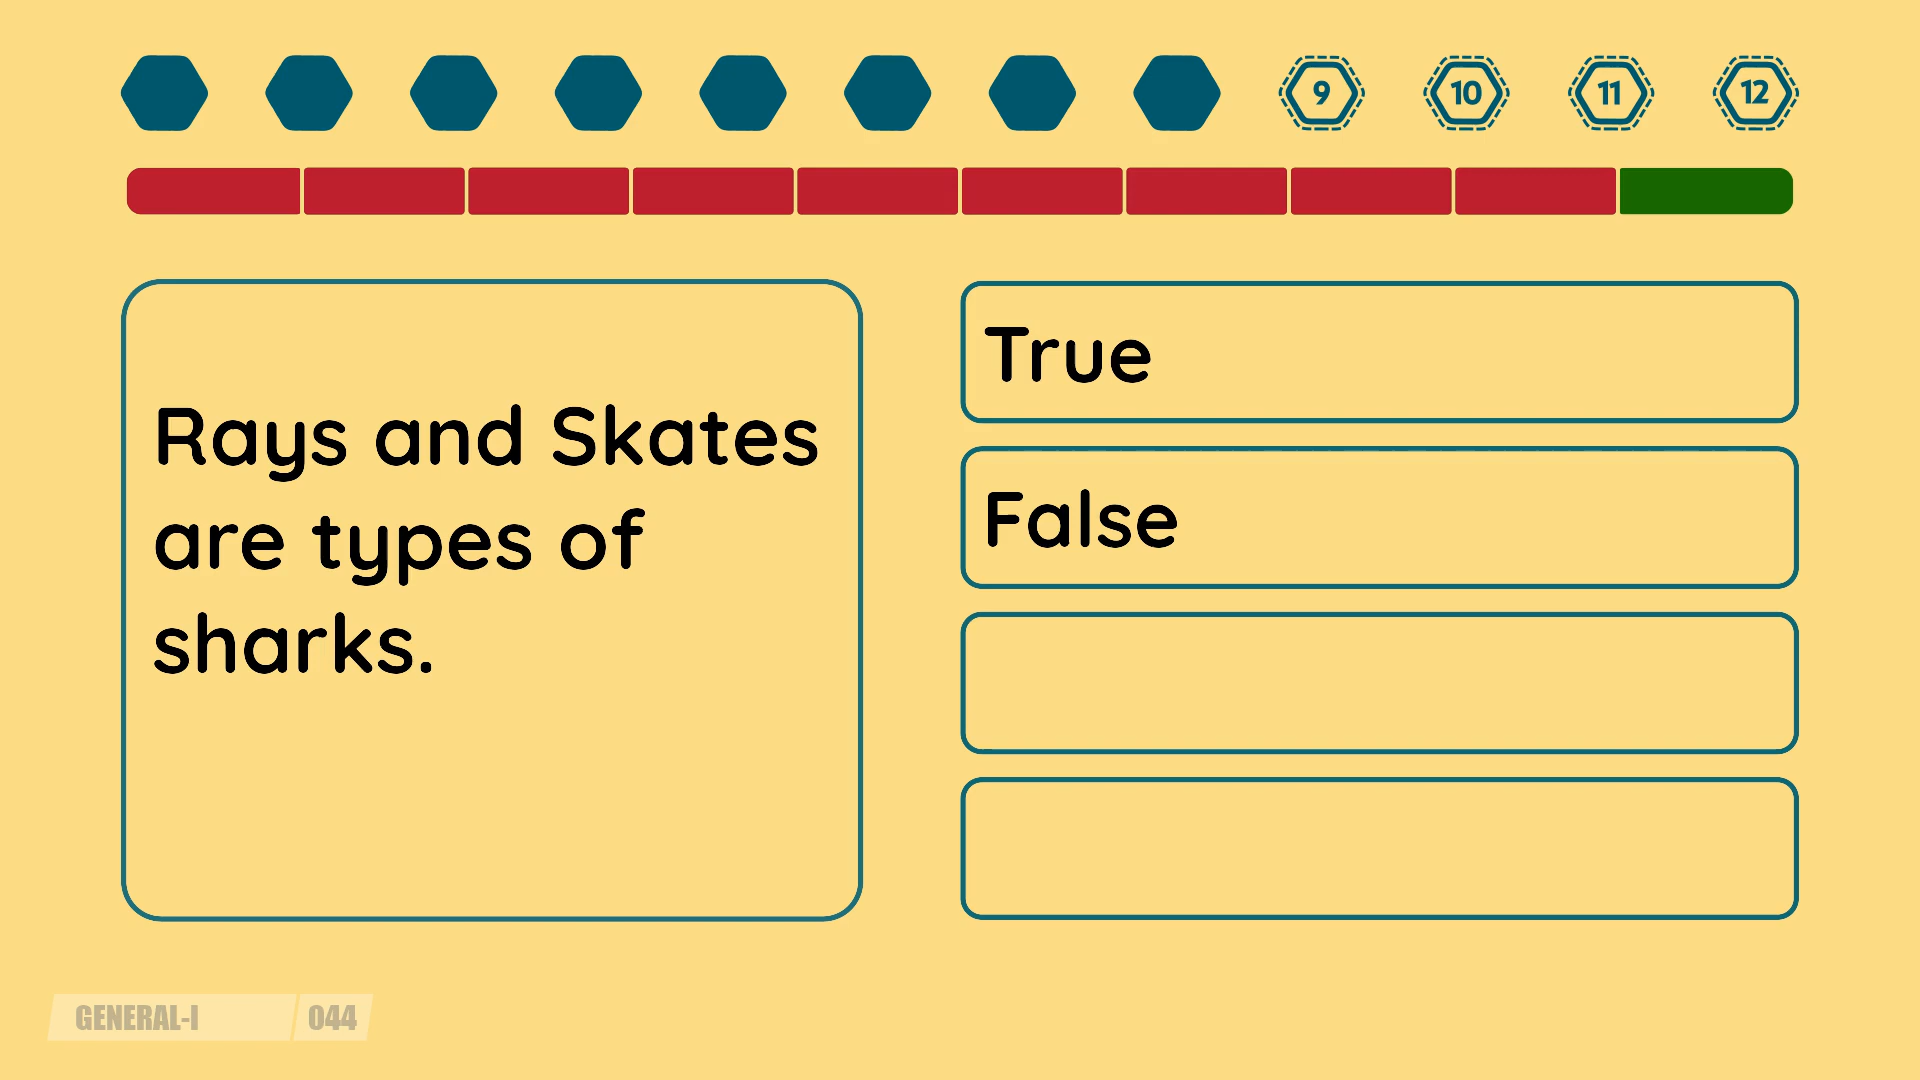 9 10 11 12
Rays and Skates
are types of
sharks.
True
False
GENERAL-I 044